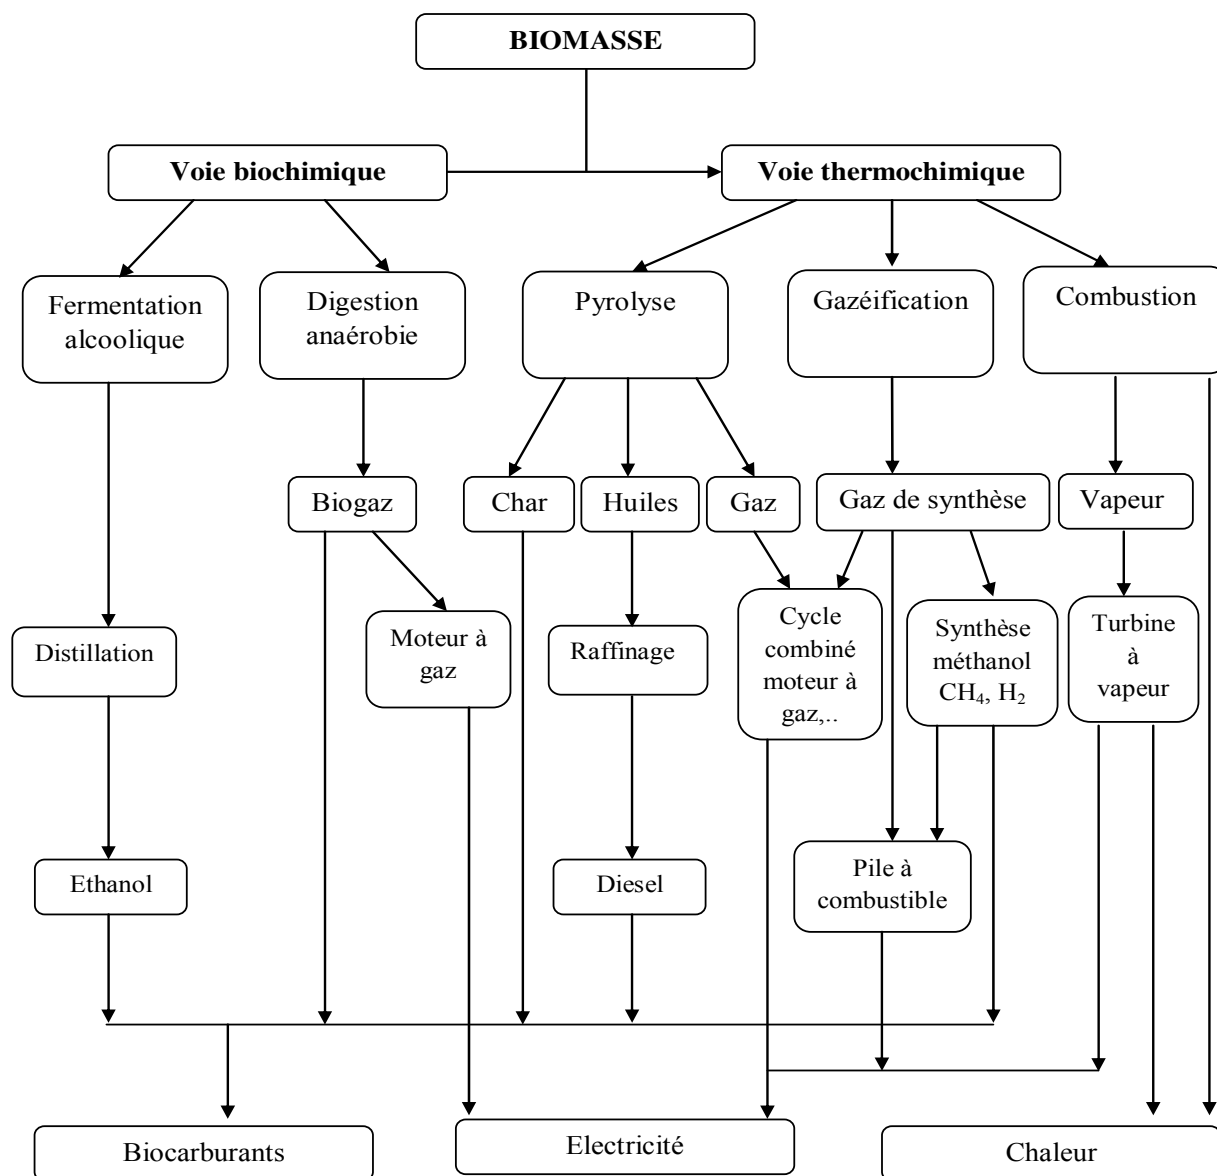 BIOMASSE
Voie biochimique
Voie thermochimique
Fermentation
alcoolique
Digestion
anaérobie
Pyrolyse
Gazéification
Combustion
Biogaz
Char
Huiles
Gaz
Gaz de synthèse
Vapeur
Distillation
Moteur à
gaz
Raffinage
Cycle
combiné
moteur à
gaz,..
Synthèse
méthanol
CH₄, H₂
Turbine
à
vapeur
Ethanol
Diesel
Pile à
combustible
Biocarburants
Electricité
Chaleur